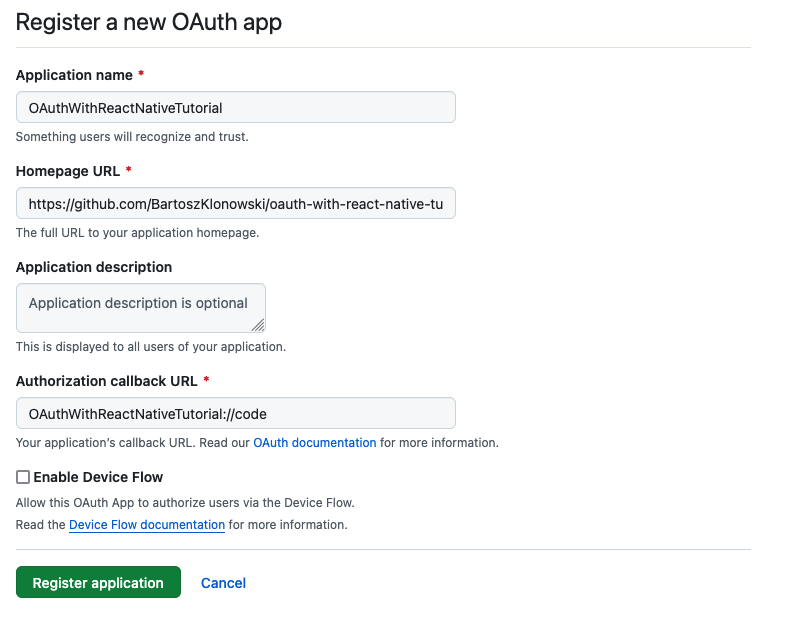 Register a new OAuth app
Application name *
OAuthWithReactNativeTutorial
Something users will recognize and trust.
Homepage URL *
https://github.com/BartoszKlonowski/oauth-with-react-native-tu
The full URL to your application homepage.
Application description
Application description is optional
This is displayed to all users of your application.
Authorization callback URL *
OAuthWithReactNativeTutorial://code
Your application's callback URL. Read our OAuth documentation for more information.
Enable Device Flow
Allow this OAuth App to authorize users via the Device Flow.
Read the Device Flow documentation for more information.
Register application Cancel